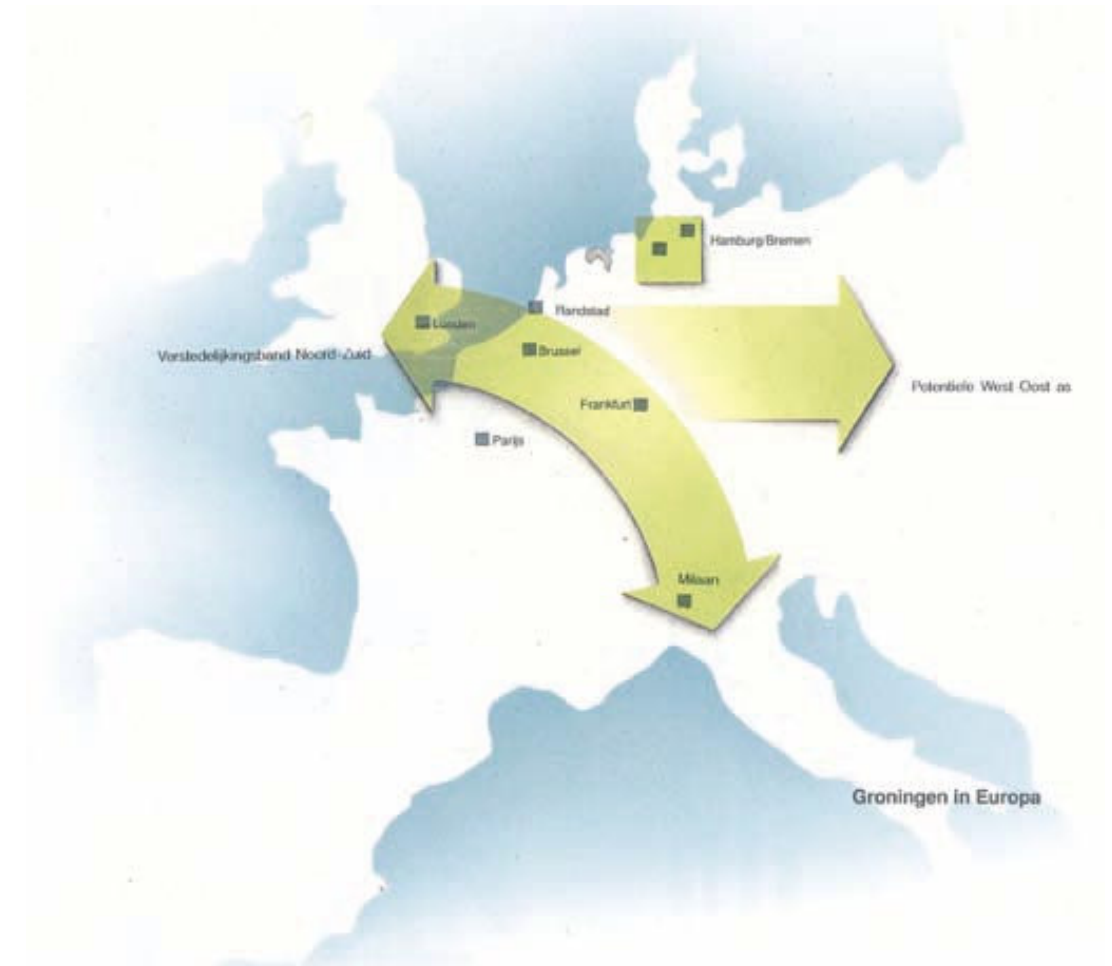 Hamburg/Bremen
Randstad
Londen
Brussel
Verstedelijkingsband Noord-Zuid
Potentiele West Oost as
Frankfurt
Parijs
Milaan
Groningen in Europa